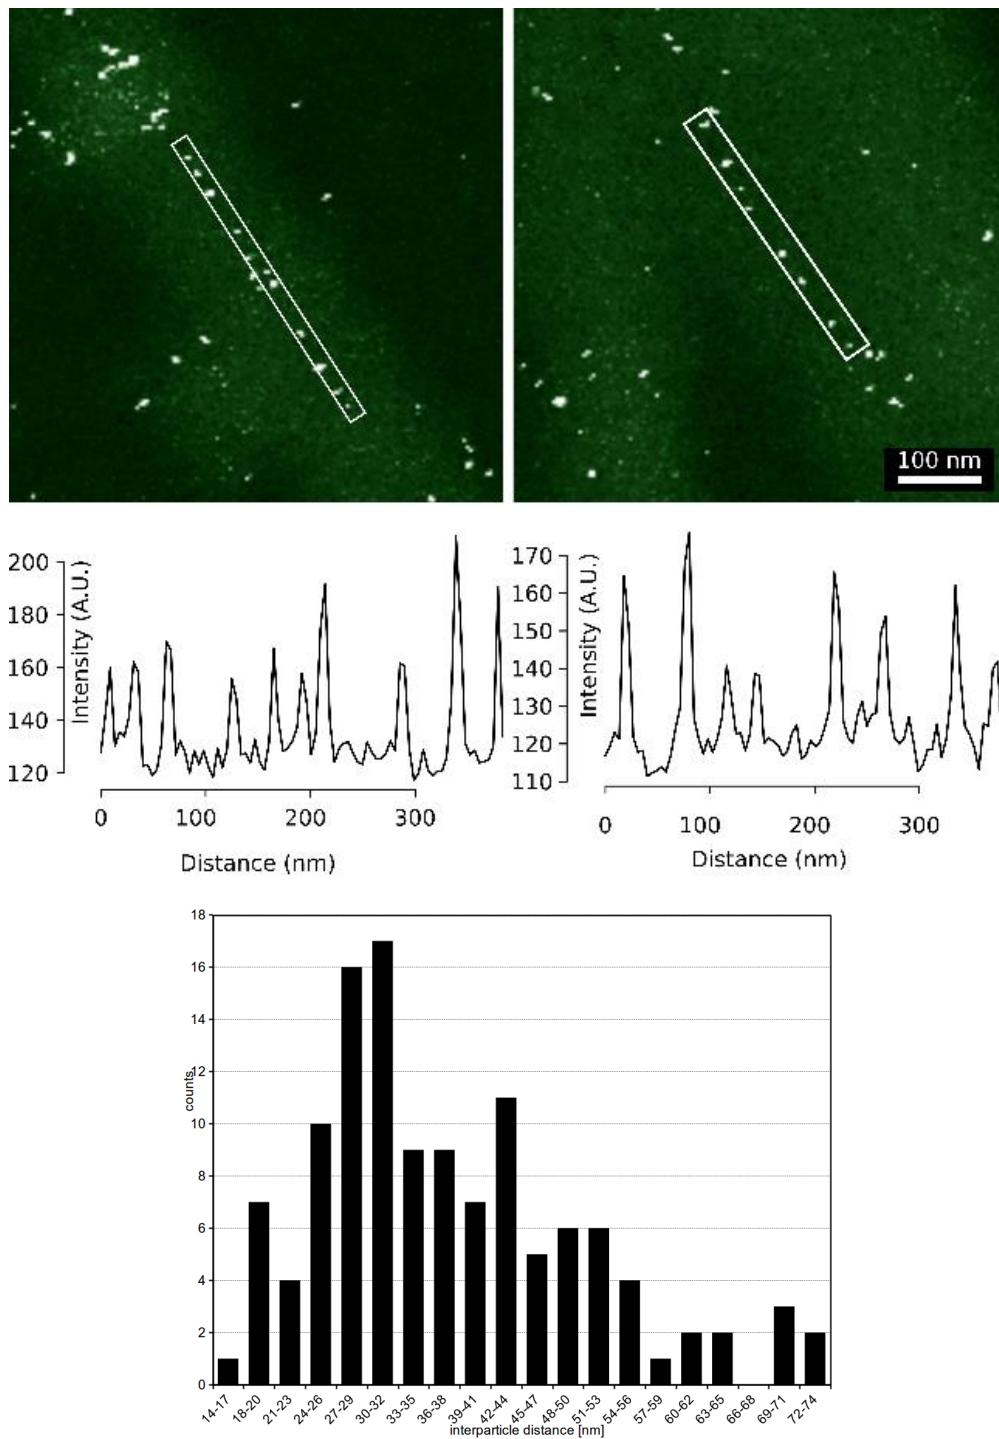 100 nm
200
180
160
140
120
Intensity (A.U.)
0 100 200 300
Distance (nm)
170
160
150
140
130
120
110
Intensity (A.U.)
0 100 200 300
Distance (nm)
18
16
14
12
10
8
6
4
2
0
counts
14-17 18-20 21-23 24-26 27-29 30-32 33-35 36-38 39-41 42-44 45-47 48-50 51-53 54-56 57-59 60-62 63-65 66-68 69-71 72-74
interparticle distance [nm]